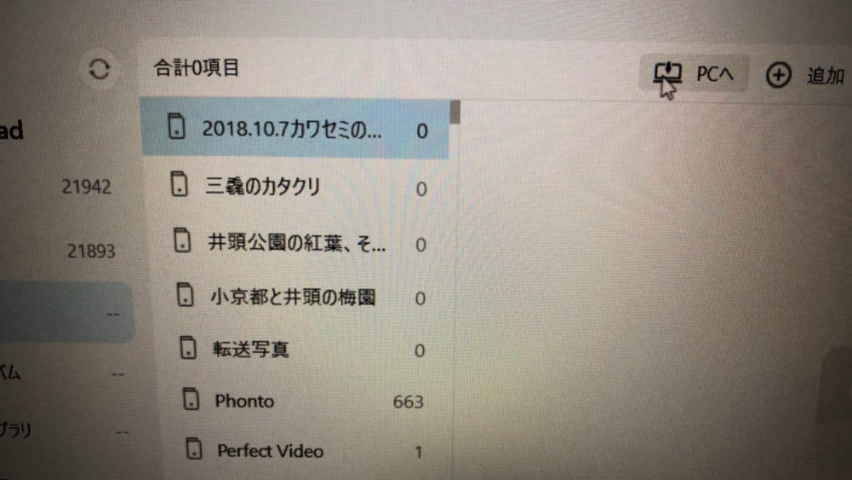 合計0項目
PCへ
追加
ad
2018.10.7カワセミの... 0
21942
三毳のカタクリ 0
21893
井頭公園の紅葉、そ... 0
小京都と井頭の梅園 0
--
転送写真 0
バム --
Phonto 663
ブラリ --
Perfect Video 1